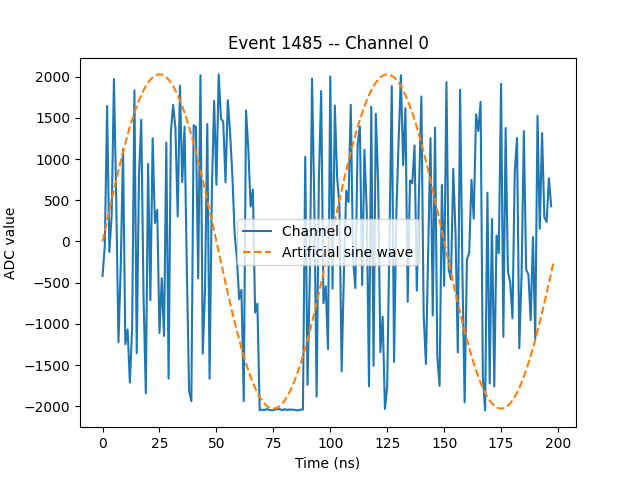 Event 1485 -- Channel 0
ADC value
2000
1500
1000
500
0
−500
−1000
−1500
−2000
Channel 0
Artificial sine wave
0 25 50 75 100 125 150 175 200
Time (ns)